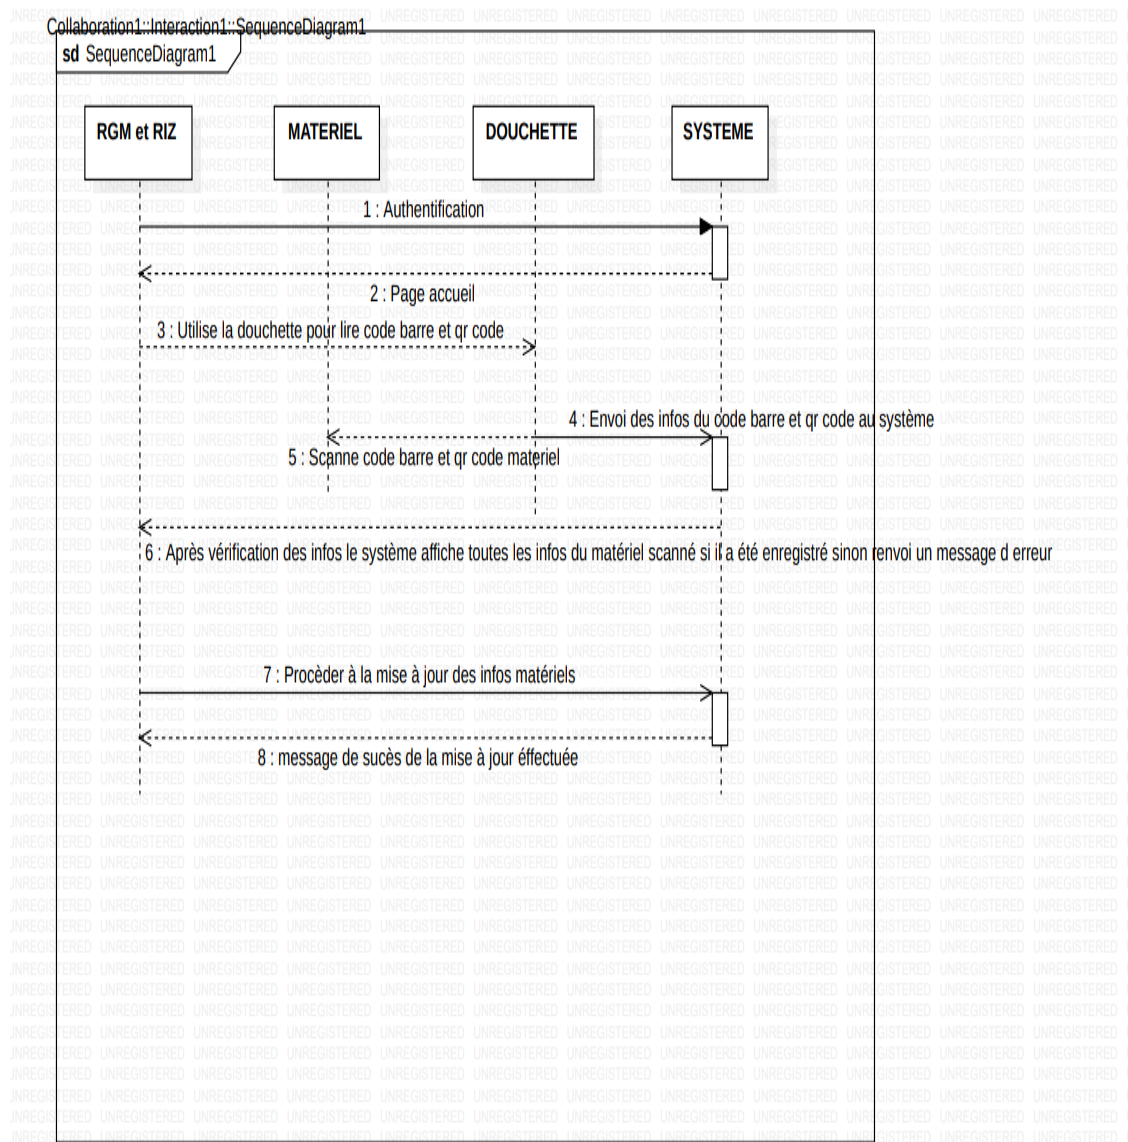 Collaboration1::Interaction1::SequenceDiagram1
sd SequenceDiagram1
RGM et RIZ
MATERIEL
DOUCHETTE
SYSTEME
1 : Authentification
2 : Page accueil
3 : Utilise la douchette pour lire code barre et qr code
4 : Envoi des infos du code barre et qr code au système
5 : Scanne code barre et qr code materiel
6 : Après vérification des infos le système affiche toutes les infos du matériel scanné si il a été enregistré sinon renvoi un message d erreur
7 : Procèder à la mise à jour des infos matériels
8 : message de sucès de la mise à jour éffectuée
UNREGISTERED